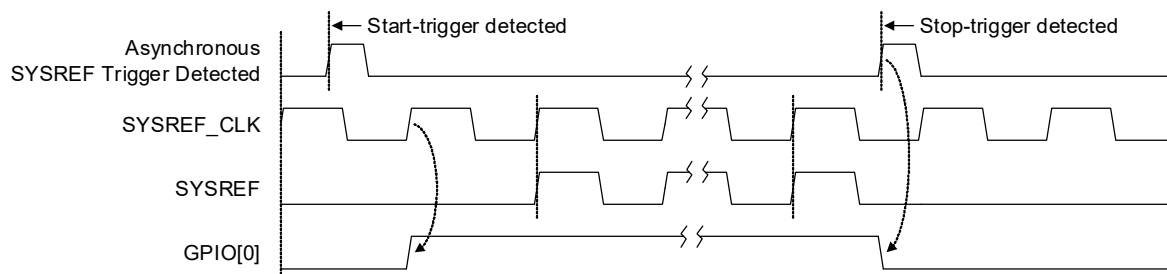 Start-trigger detected
Stop-trigger detected
Asynchronous
SYSREF Trigger Detected
SYSREF_CLK
SYSREF
GPIO[0]